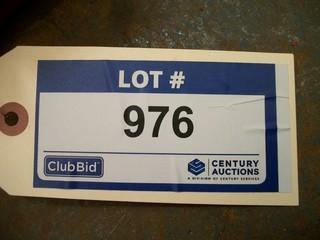 LOT #
976
ClubBid
CENTURY
AUCTIONS
A DIVISION OF CENTURY SERVICES